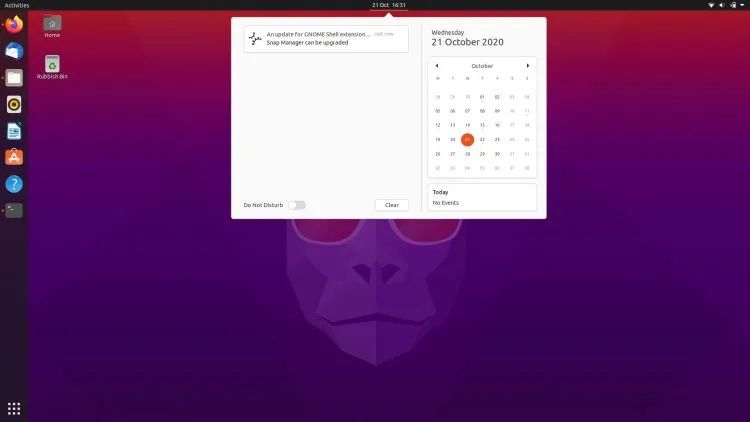 Activities
21 Oct 16:31
Home
Rubbish Bin
An update for GNOME Shell extension... Just now
Snap Manager can be upgraded
Do Not Disturb
Clear
Wednesday
21 October 2020
October
M T W T F S S
28 29 30 01 02 03 04
05 06 07 08 09 10 11
12 13 14 15 16 17 18
19 20 21 22 23 24 25
26 27 28 29 30 31 01
02 03 04 05 06 07 08
Today
No Events